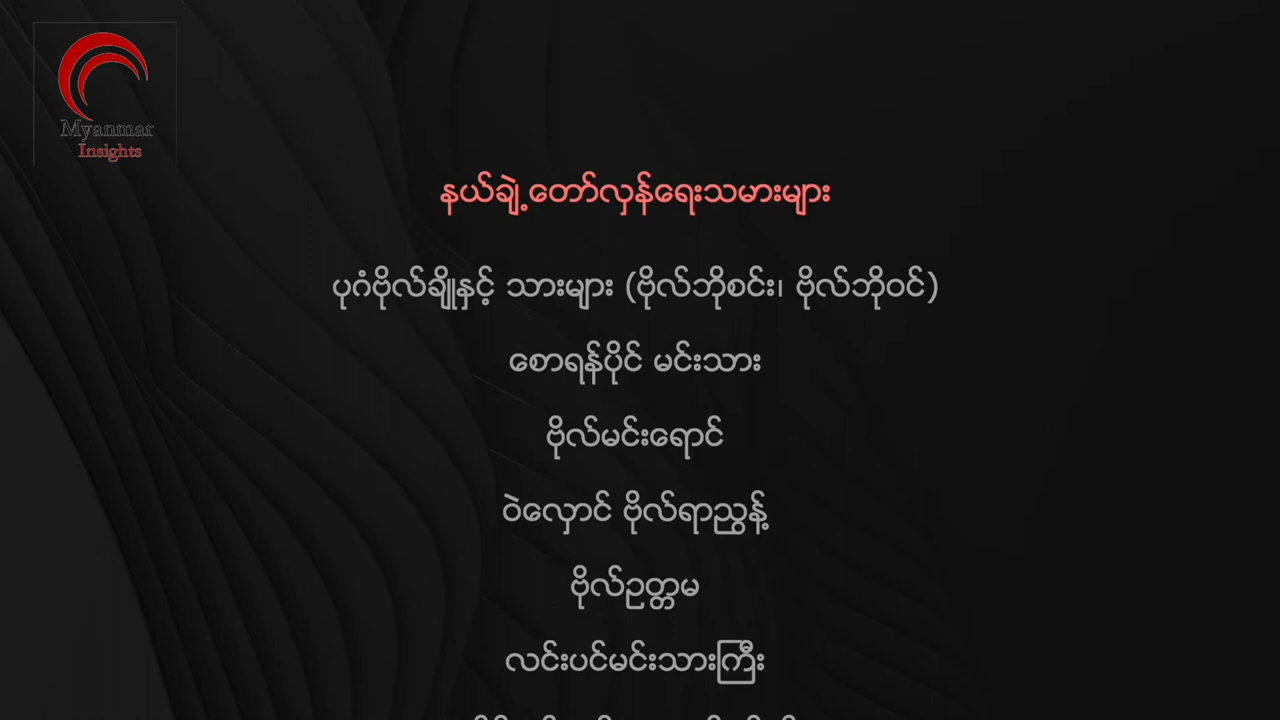 Myanmar
Insights
နယ်ချဲ့တော်လှန်ရေးသမားများ
ပုဂံဗိုလ်ချိုနှင့် သားများ (ဗိုလ်ဘိုစင်း၊ ဗိုလ်ဘိုဝင်)
စောရန်ပိုင် မင်းသား
ဗိုလ်မင်းရောင်
ဝဲလှောင် ဗိုလ်ရာညွန့်
ဗိုလ်ဥတ္တမ
လင်းပင်မင်းသားကြီး